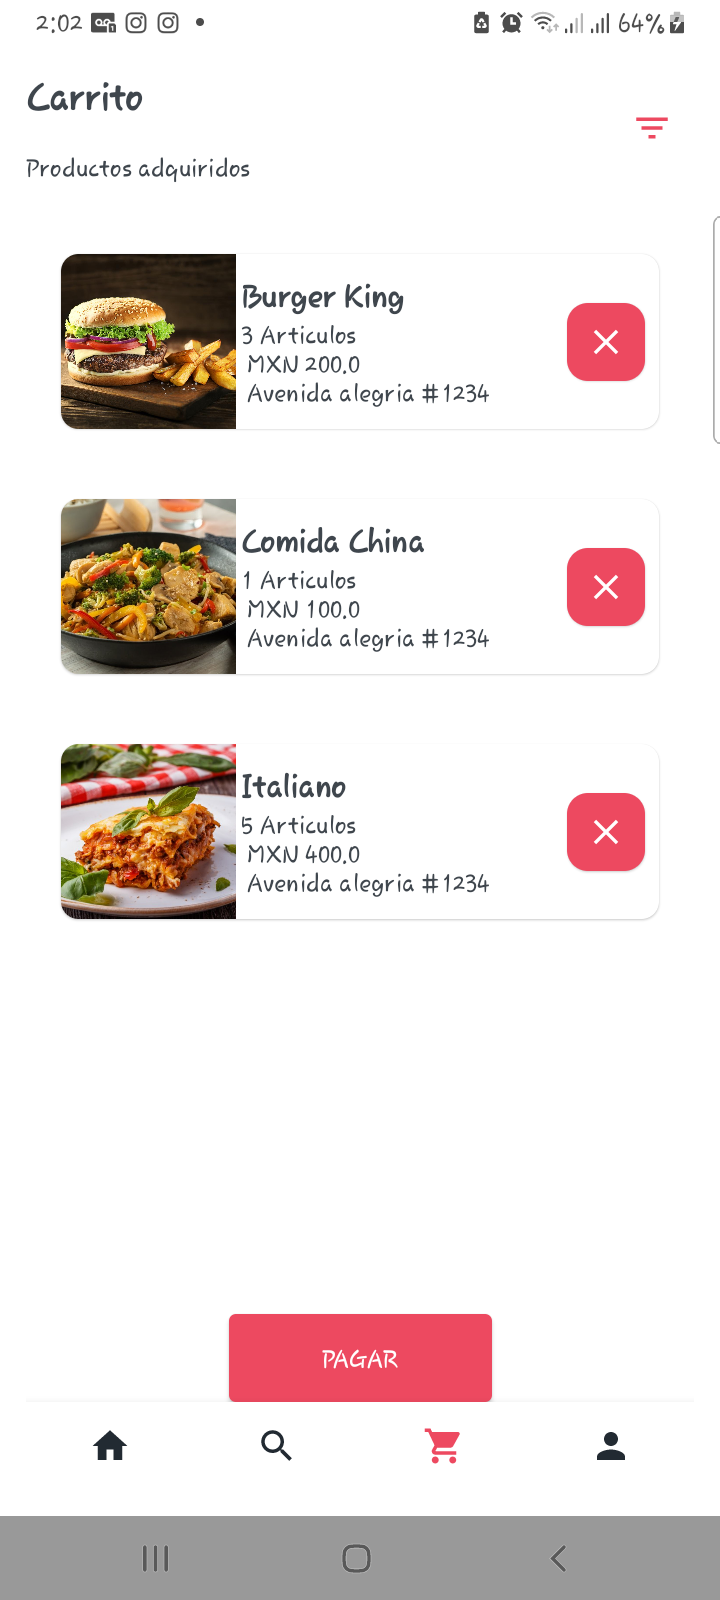 2:02
64%
Carrito
Productos adquiridos
Burger King
3 Articulos
MXN 200.0
Avenida alegria #1234
Comida China
1 Articulos
MXN 100.0
Avenida alegria #1234
Italiano
5 Articulos
MXN 400.0
Avenida alegria #1234
PAGAR